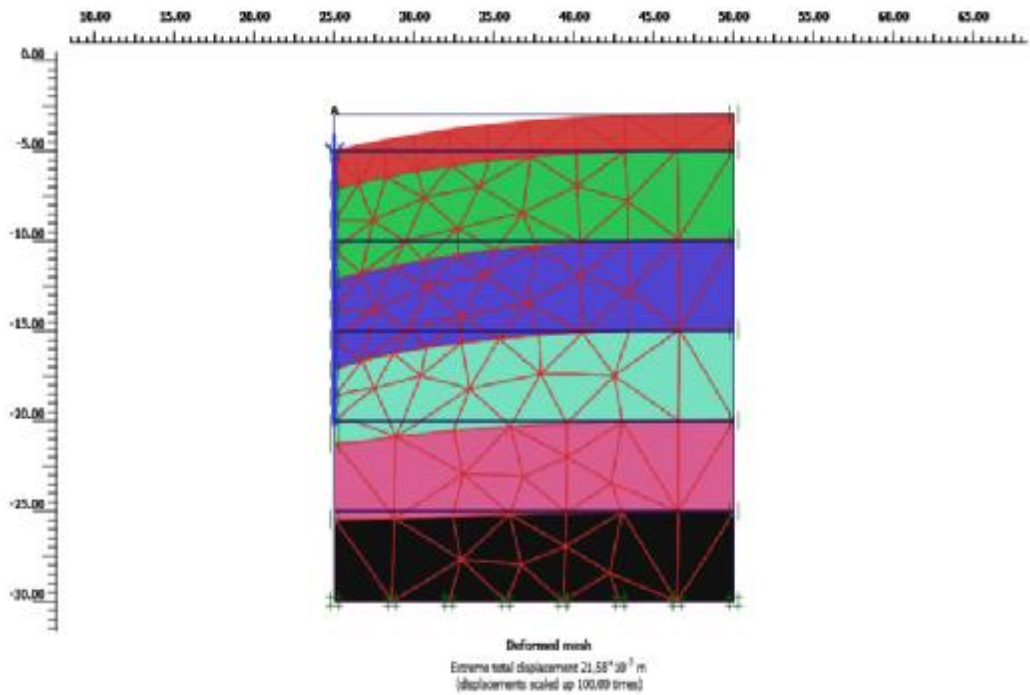 10.00 15.00 20.00 25.00 30.00 35.00 40.00 45.00 50.00 55.00 60.00 65.00
0.00
A
-5.00
-10.00
-15.00
-20.00
-25.00
-30.00
Deformed mesh
Extreme total displacement 21,58*10⁻³ m
(displacements scaled up 100,00 times)